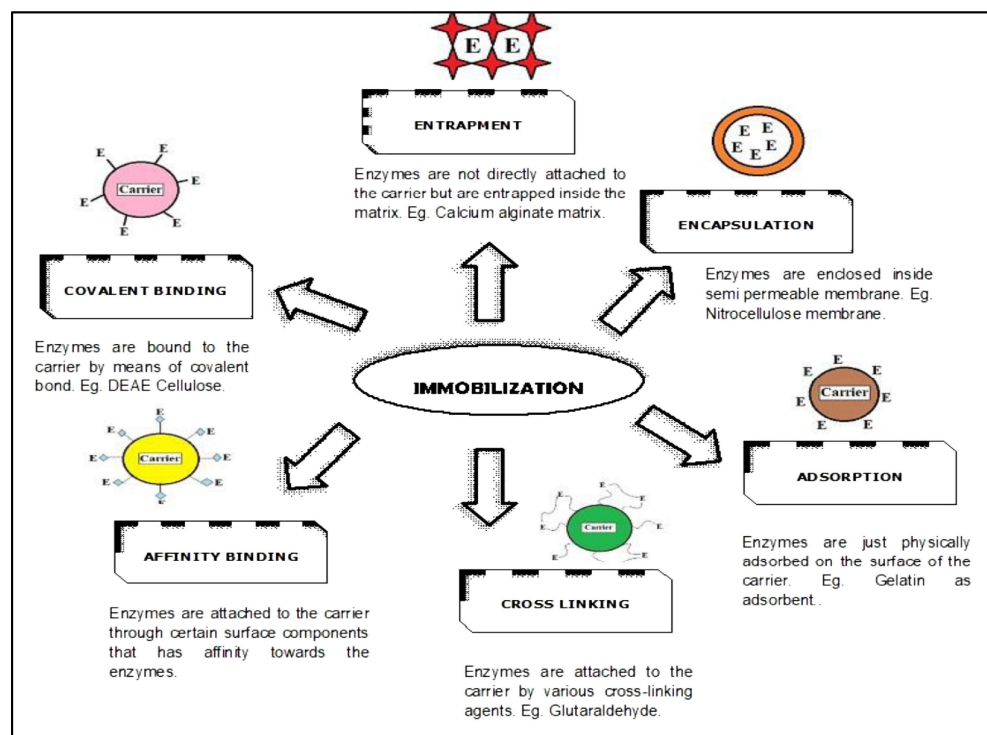 E E
ENTRAPMENT
Enzymes are not directly attached to
the carrier but are entrapped inside the
matrix. Eg. Calcium alginate matrix.
E E
E E E
ENCAPSULATION
Enzymes are enclosed inside
semi permeable membrane. Eg.
Nitrocellulose membrane.
E E
E Carrier E
E E
COVALENT BINDING
Enzymes are bound to the
carrier by means of covalent
bond. Eg. DEAE Cellulose.
IMMOBILIZATION
E E
E Carrier E
E E
E
ADSORPTION
Enzymes are just physically
adsorbed on the surface of the
carrier. Eg. Gelatin as
adsorbent..
E
E E
E Carrier E
E E
E
AFFINITY BINDING
Enzymes are attached to the carrier
through certain surface components
that has affinity towards the
enzymes.
E E
E Carrier E
E E
CROSS LINKING
Enzymes are attached to the
carrier by various cross-linking
agents. Eg. Glutaraldehyde.